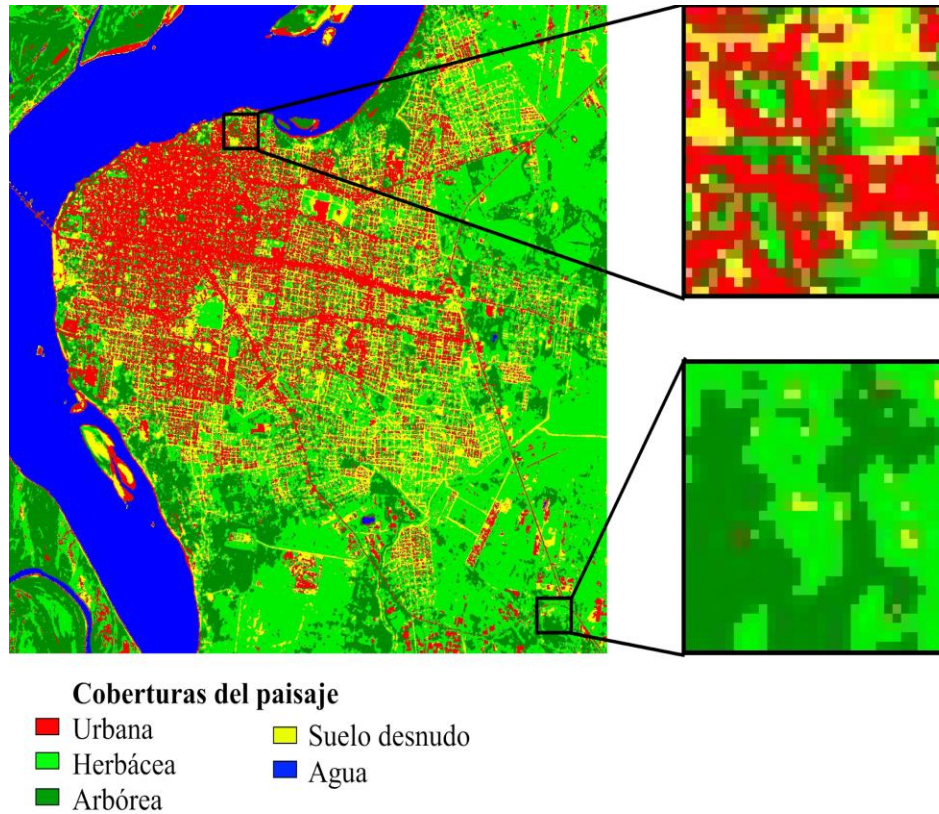 Coberturas del paisaje
Urbana
Herbácea
Arbórea
Suelo desnudo
Agua